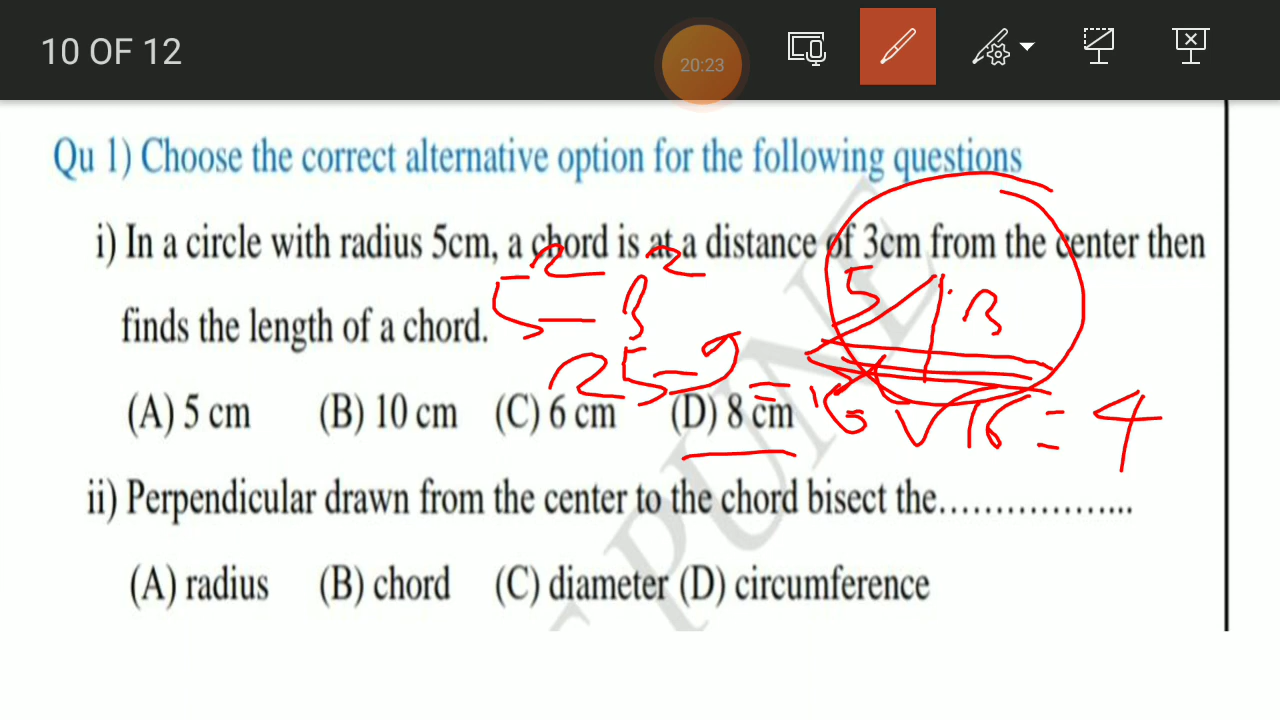 10 OF 12
20:23
Qu 1) Choose the correct alternative option for the following questions
i) In a circle with radius 5cm, a chord is at a distance of 3cm from the center then
5² — 3²
5
3
finds the length of a chord.
25 – 9 = 16 = √16 = 4
(A) 5 cm (B) 10 cm (C) 6 cm (D) 8 cm
ii) Perpendicular drawn from the center to the chord bisect the………………...
(A) radius (B) chord (C) diameter (D) circumference
PUNE